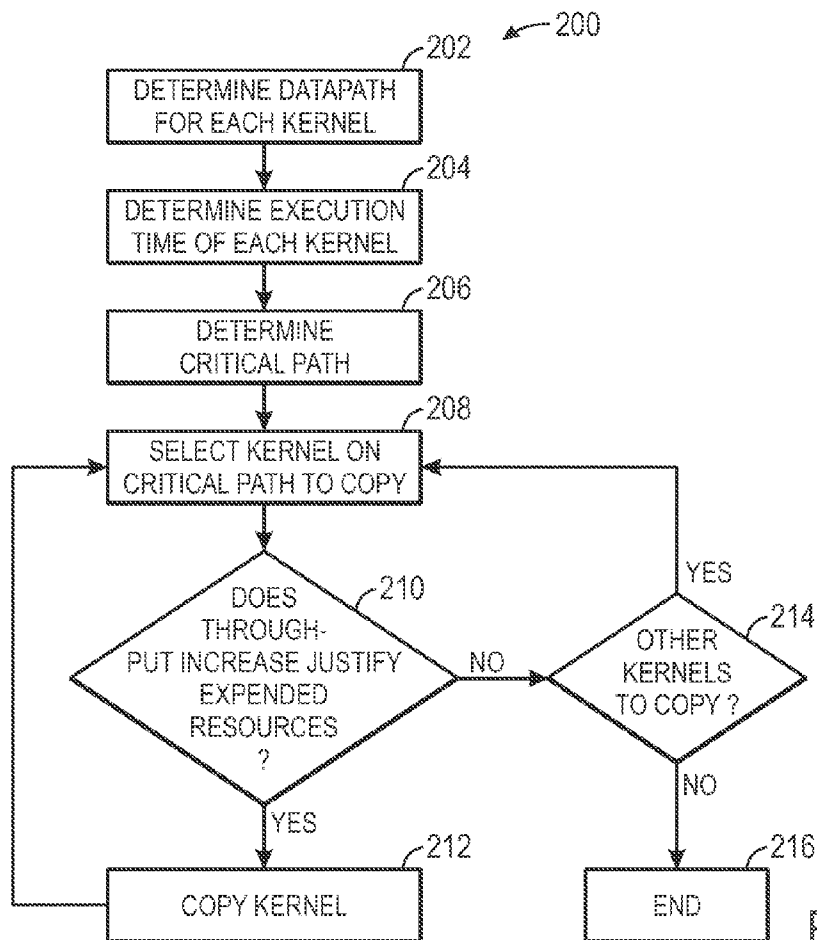 200
202
DETERMINE DATAPATH
FOR EACH KERNEL
204
DETERMINE EXECUTION
TIME OF EACH KERNEL
206
DETERMINE
CRITICAL PATH
208
SELECT KERNEL ON
CRITICAL PATH TO COPY
210
DOES
THROUGH-
PUT INCREASE JUSTIFY
EXPENDED
RESOURCES
?
NO
YES
214
OTHER
KERNELS
TO COPY ?
YES
NO
212
COPY KERNEL
216
END